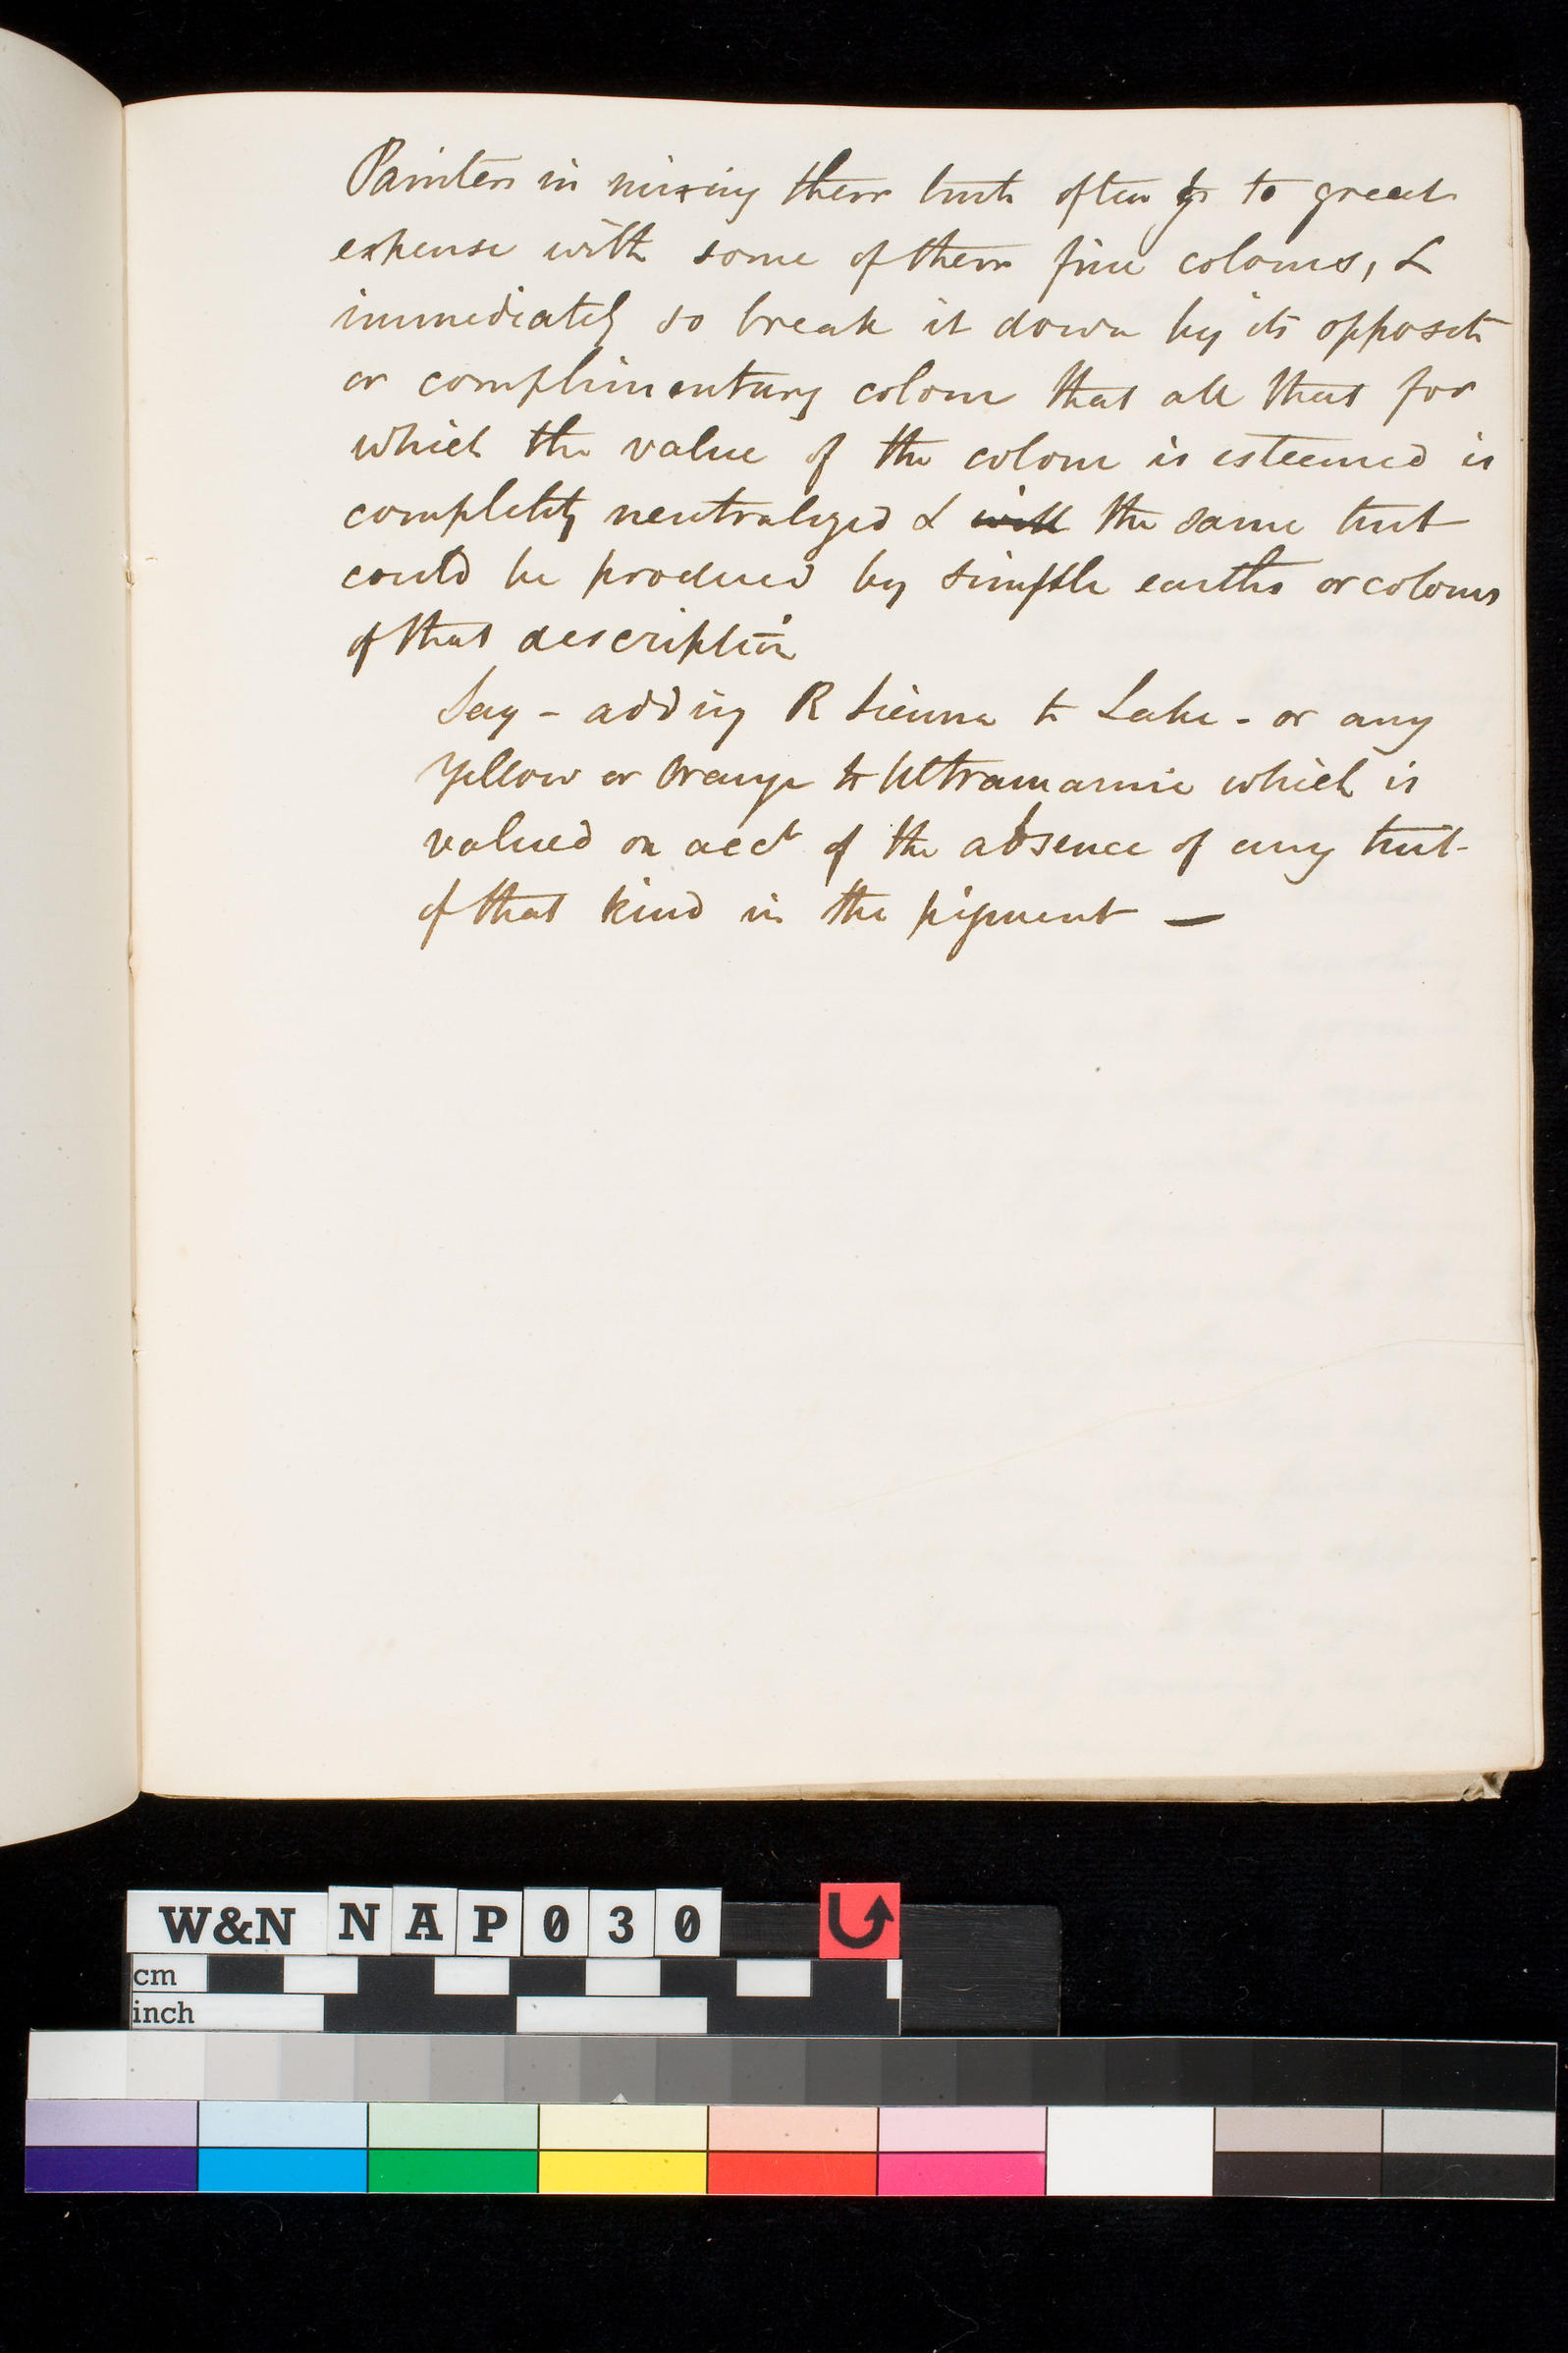 Painters in mixing their tints often go to great
expense with some of their fine colours, &
immediately so break it down by its opposite
or complimentary colour that all that for
which the value of the colour is esteemed is
completely neutralized & will the same tint
could be produced by simple earths or colours
of that description
Say - adding R Sienna to Lake - or any
Yellow or Orange to Ultramarine which is
valued on acct of the absence of any tint
of that kind in the pigment —
W&N NAP030
cm
inch